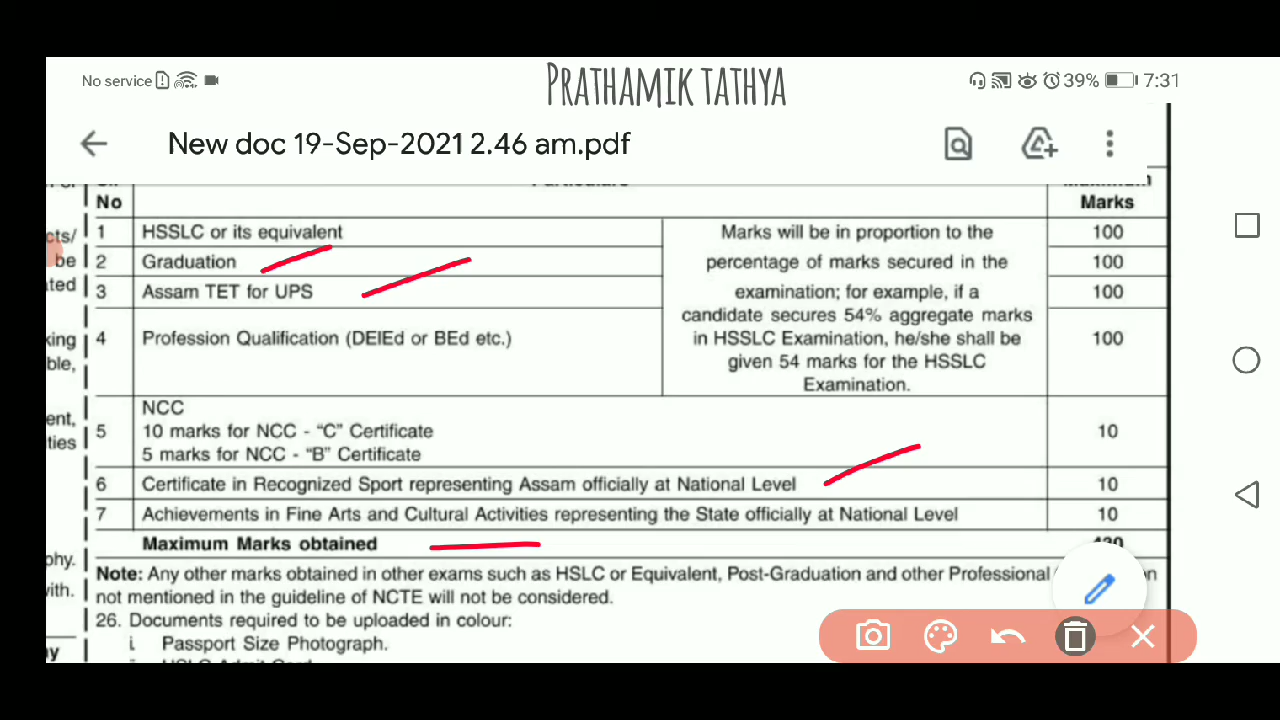 PRATHAMIK TATHYA
No service 39% 7:31
New doc 19-Sep-2021 2.46 am.pdf
No Marks
1 HSSLC or its equivalent Marks will be in proportion to the 100
2 Graduation percentage of marks secured in the 100
3 Assam TET for UPS examination; for example, if a 100
candidate secures 54% aggregate marks
4 Profession Qualification (DElEd or BEd etc.) in HSSLC Examination, he/she shall be 100
given 54 marks for the HSSLC
Examination.
NCC
5 10 marks for NCC - “C” Certificate 10
5 marks for NCC - “B” Certificate
6 Certificate in Recognized Sport representing Assam officially at National Level 10
7 Achievements in Fine Arts and Cultural Activities representing the State officially at National Level 10
Maximum Marks obtained
Note: Any other marks obtained in other exams such as HSLC or Equivalent, Post-Graduation and other Professional
not mentioned in the guideline of NCTE will not be considered.
26. Documents required to be uploaded in colour:
i. Passport Size Photograph.